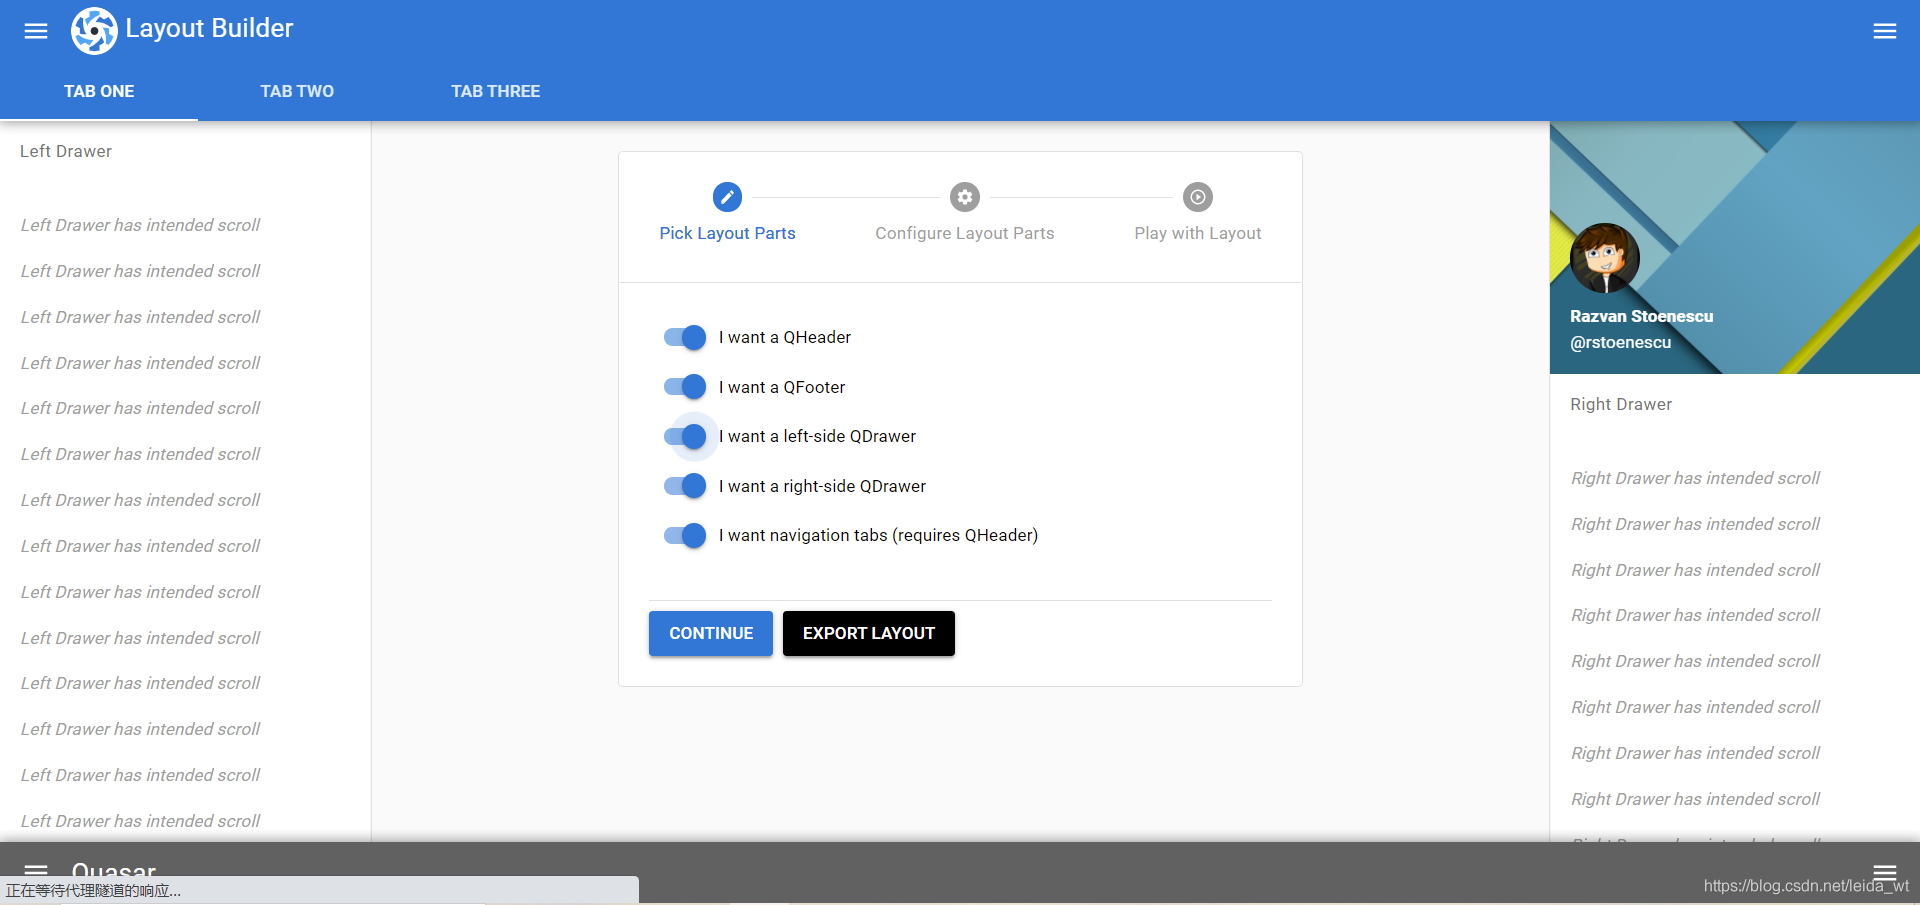 Layout Builder
TAB ONE
TAB TWO
TAB THREE
Left Drawer
Left Drawer has intended scroll
Left Drawer has intended scroll
Left Drawer has intended scroll
Left Drawer has intended scroll
Left Drawer has intended scroll
Left Drawer has intended scroll
Left Drawer has intended scroll
Left Drawer has intended scroll
Left Drawer has intended scroll
Left Drawer has intended scroll
Left Drawer has intended scroll
Left Drawer has intended scroll
Left Drawer has intended scroll
Left Drawer has intended scroll
Pick Layout Parts
Configure Layout Parts
Play with Layout
I want a QHeader
I want a QFooter
I want a left-side QDrawer
I want a right-side QDrawer
I want navigation tabs (requires QHeader)
CONTINUE
EXPORT LAYOUT
Razvan Stoenescu
@rstoenescu
Right Drawer
Right Drawer has intended scroll
Right Drawer has intended scroll
Right Drawer has intended scroll
Right Drawer has intended scroll
Right Drawer has intended scroll
Right Drawer has intended scroll
Right Drawer has intended scroll
Right Drawer has intended scroll
Right Drawer has intended scroll
Quasar
正在等待代理隧道的响应...
https://blog.csdn.net/leida_wt